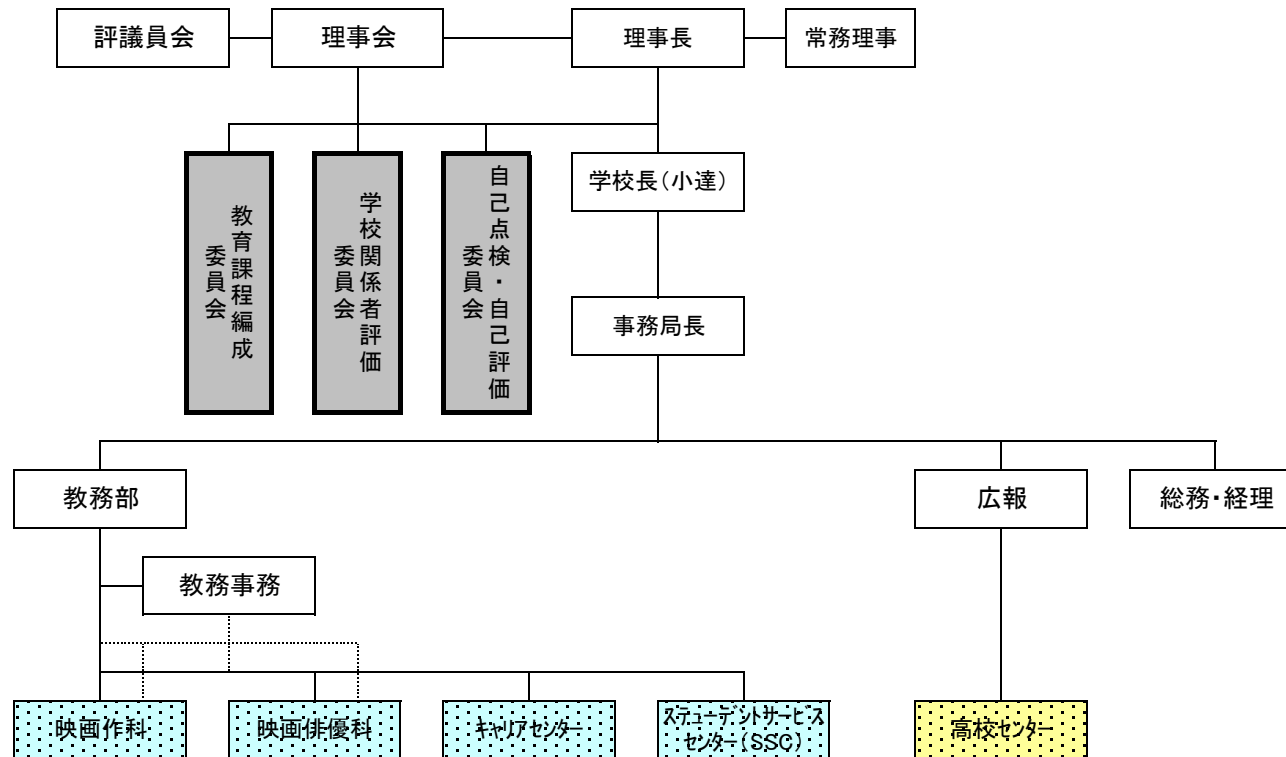 評議員会
理事会
理事長
常務理事
教育課程編成
委員会
学校関係者評価
委員会
自己点検・自己評価
委員会
学校長（小達）
事務局長
教務部
広報
総務・経理
教務事務
映画作科
映画俳優科
ｷｬﾘｱｾﾝﾀｰ
ｽﾃｭｰﾃﾞﾝﾄｻｰﾋﾞｽ
ｾﾝﾀｰ（SSC）
高校ｾﾝﾀｰ